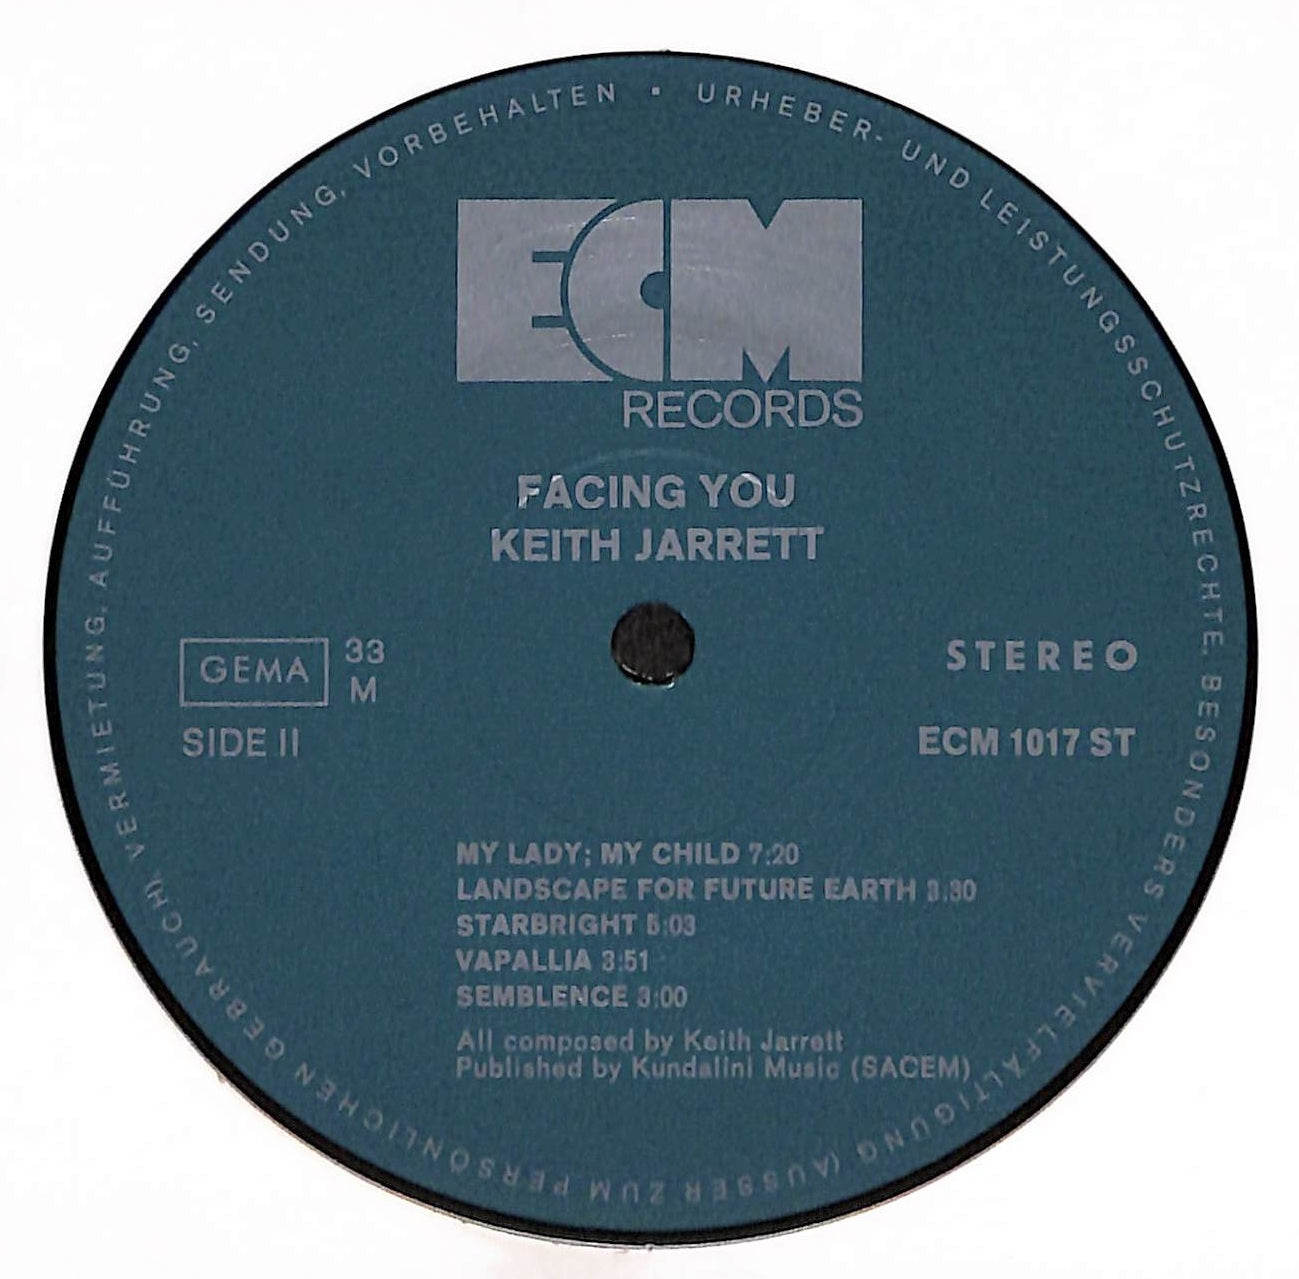 URHEBER- UND LEISTUNGSSCHUTZRECHTE, BESONDERS VERVIELFÄLTIGUNG (AUSSER ZUM PERSÖNLICHEN GEBRAUCH), VERMIETUNG, AUFFÜHRUNG, SENDUNG, VORBEHALTEN •
ECM
RECORDS
FACING YOU
KEITH JARRETT
GEMA 33 M
STEREO
SIDE II
ECM 1017 ST
MY LADY; MY CHILD 7:20
LANDSCAPE FOR FUTURE EARTH 3:30
STARBRIGHT 5:03
VAPALLIA 3:51
SEMBLENCE 3:00
All composed by Keith Jarrett
Published by Kundalini Music (SACEM)